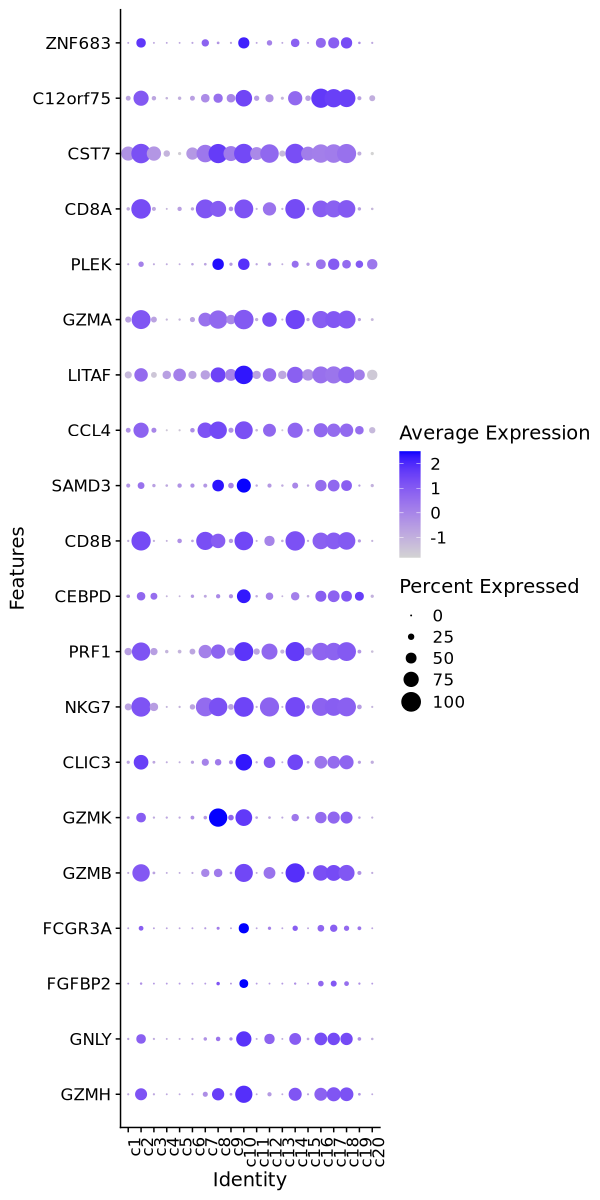 ZNF683
C12orf75
CST7
CD8A
PLEK
GZMA
LITAF
CCL4
SAMD3
CD8B
CEBPD
PRF1
NKG7
CLIC3
GZMK
GZMB
FCGR3A
FGFBP2
GNLY
GZMH
Features
c1 c2 c3 c4 c5 c6 c7 c8 c9 c10 c11 c12 c13 c14 c15 c16 c17 c18 c19 c20
Identity
Average Expression
2
1
0
-1
Percent Expressed
0
25
50
75
100